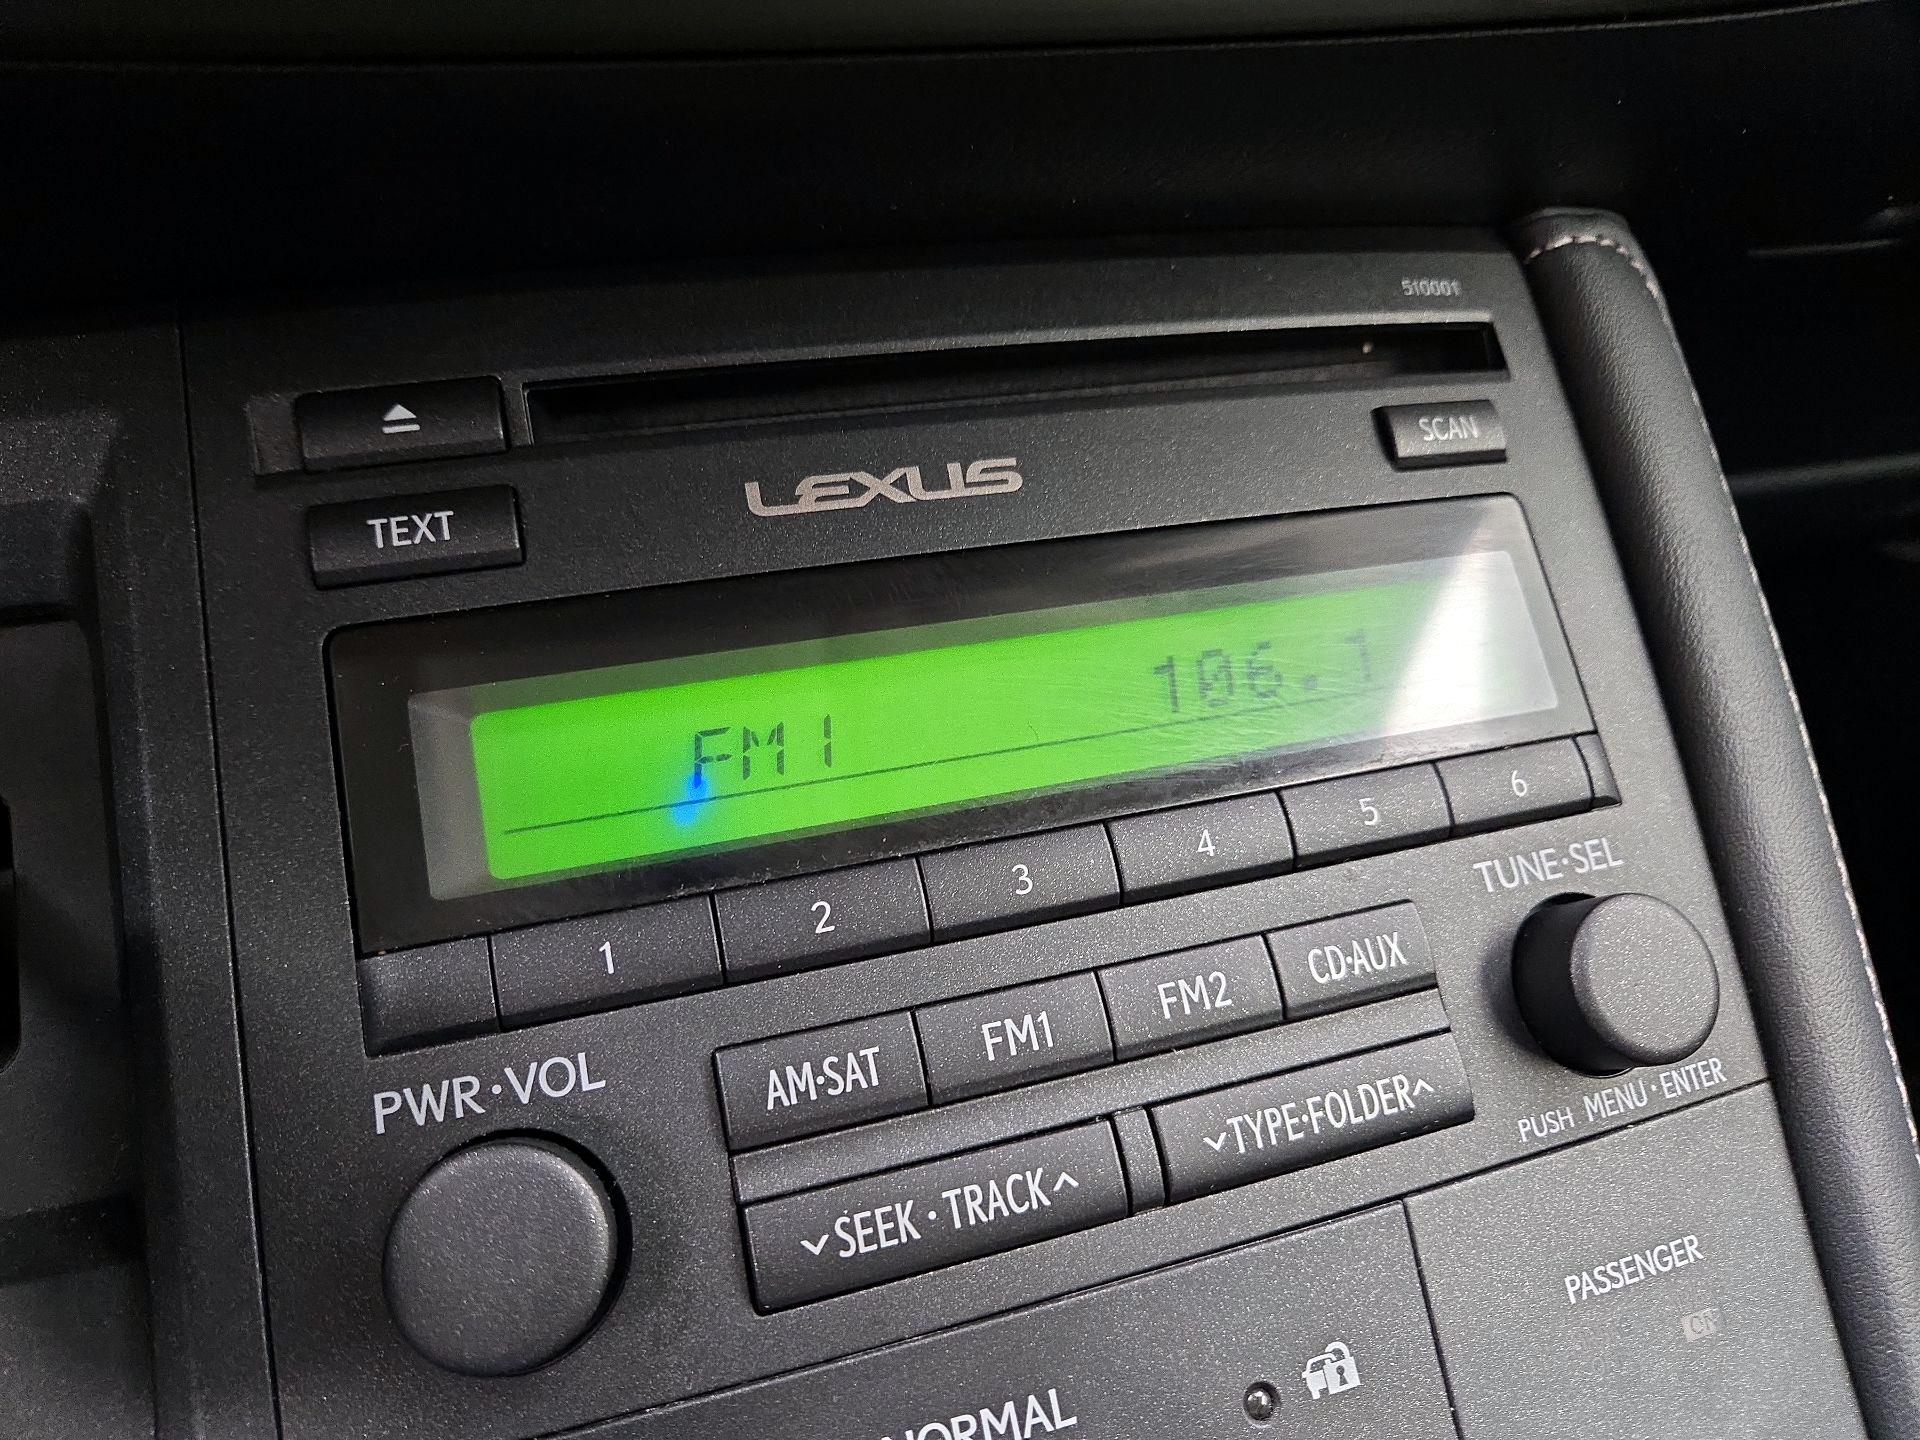 510001
SCAN
LEXUS
TEXT
FM1 106.1
1 2 3 4 5 6
TUNE•SEL
AM•SAT FM1 FM2 CD•AUX
PWR•VOL
SEEK • TRACK
TYPE•FOLDER
PUSH MENU•ENTER
PASSENGER
NORMAL